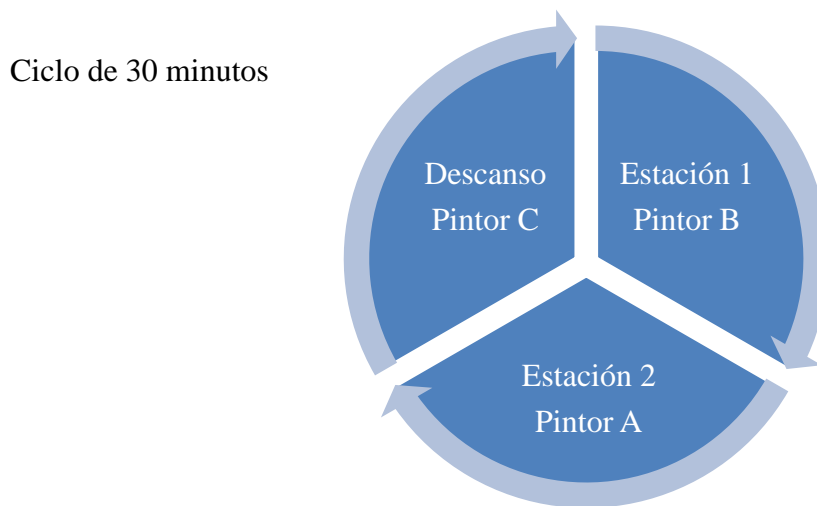 Ciclo de 30 minutos
Descanso
Pintor C
Estación 1
Pintor B
Estación 2
Pintor A